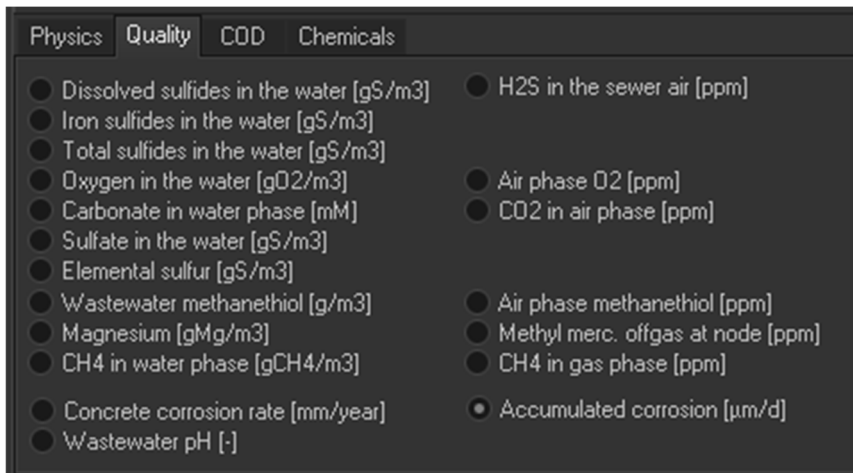 Physics Quality COD Chemicals
Dissolved sulfides in the water [gS/m3] H2S in the sewer air [ppm]
Iron sulfides in the water [gS/m3]
Total sulfides in the water [gS/m3]
Oxygen in the water [gO2/m3] Air phase O2 [ppm]
Carbonate in water phase [mM] CO2 in air phase [ppm]
Sulfate in the water [gS/m3]
Elemental sulfur [gS/m3]
Wastewater methanethiol [g/m3] Air phase methanethiol [ppm]
Magnesium [gMg/m3] Methyl merc. offgas at node [ppm]
CH4 in water phase [gCH4/m3] CH4 in gas phase [ppm]
Concrete corrosion rate [mm/year] Accumulated corrosion [µm/d]
Wastewater pH [-]